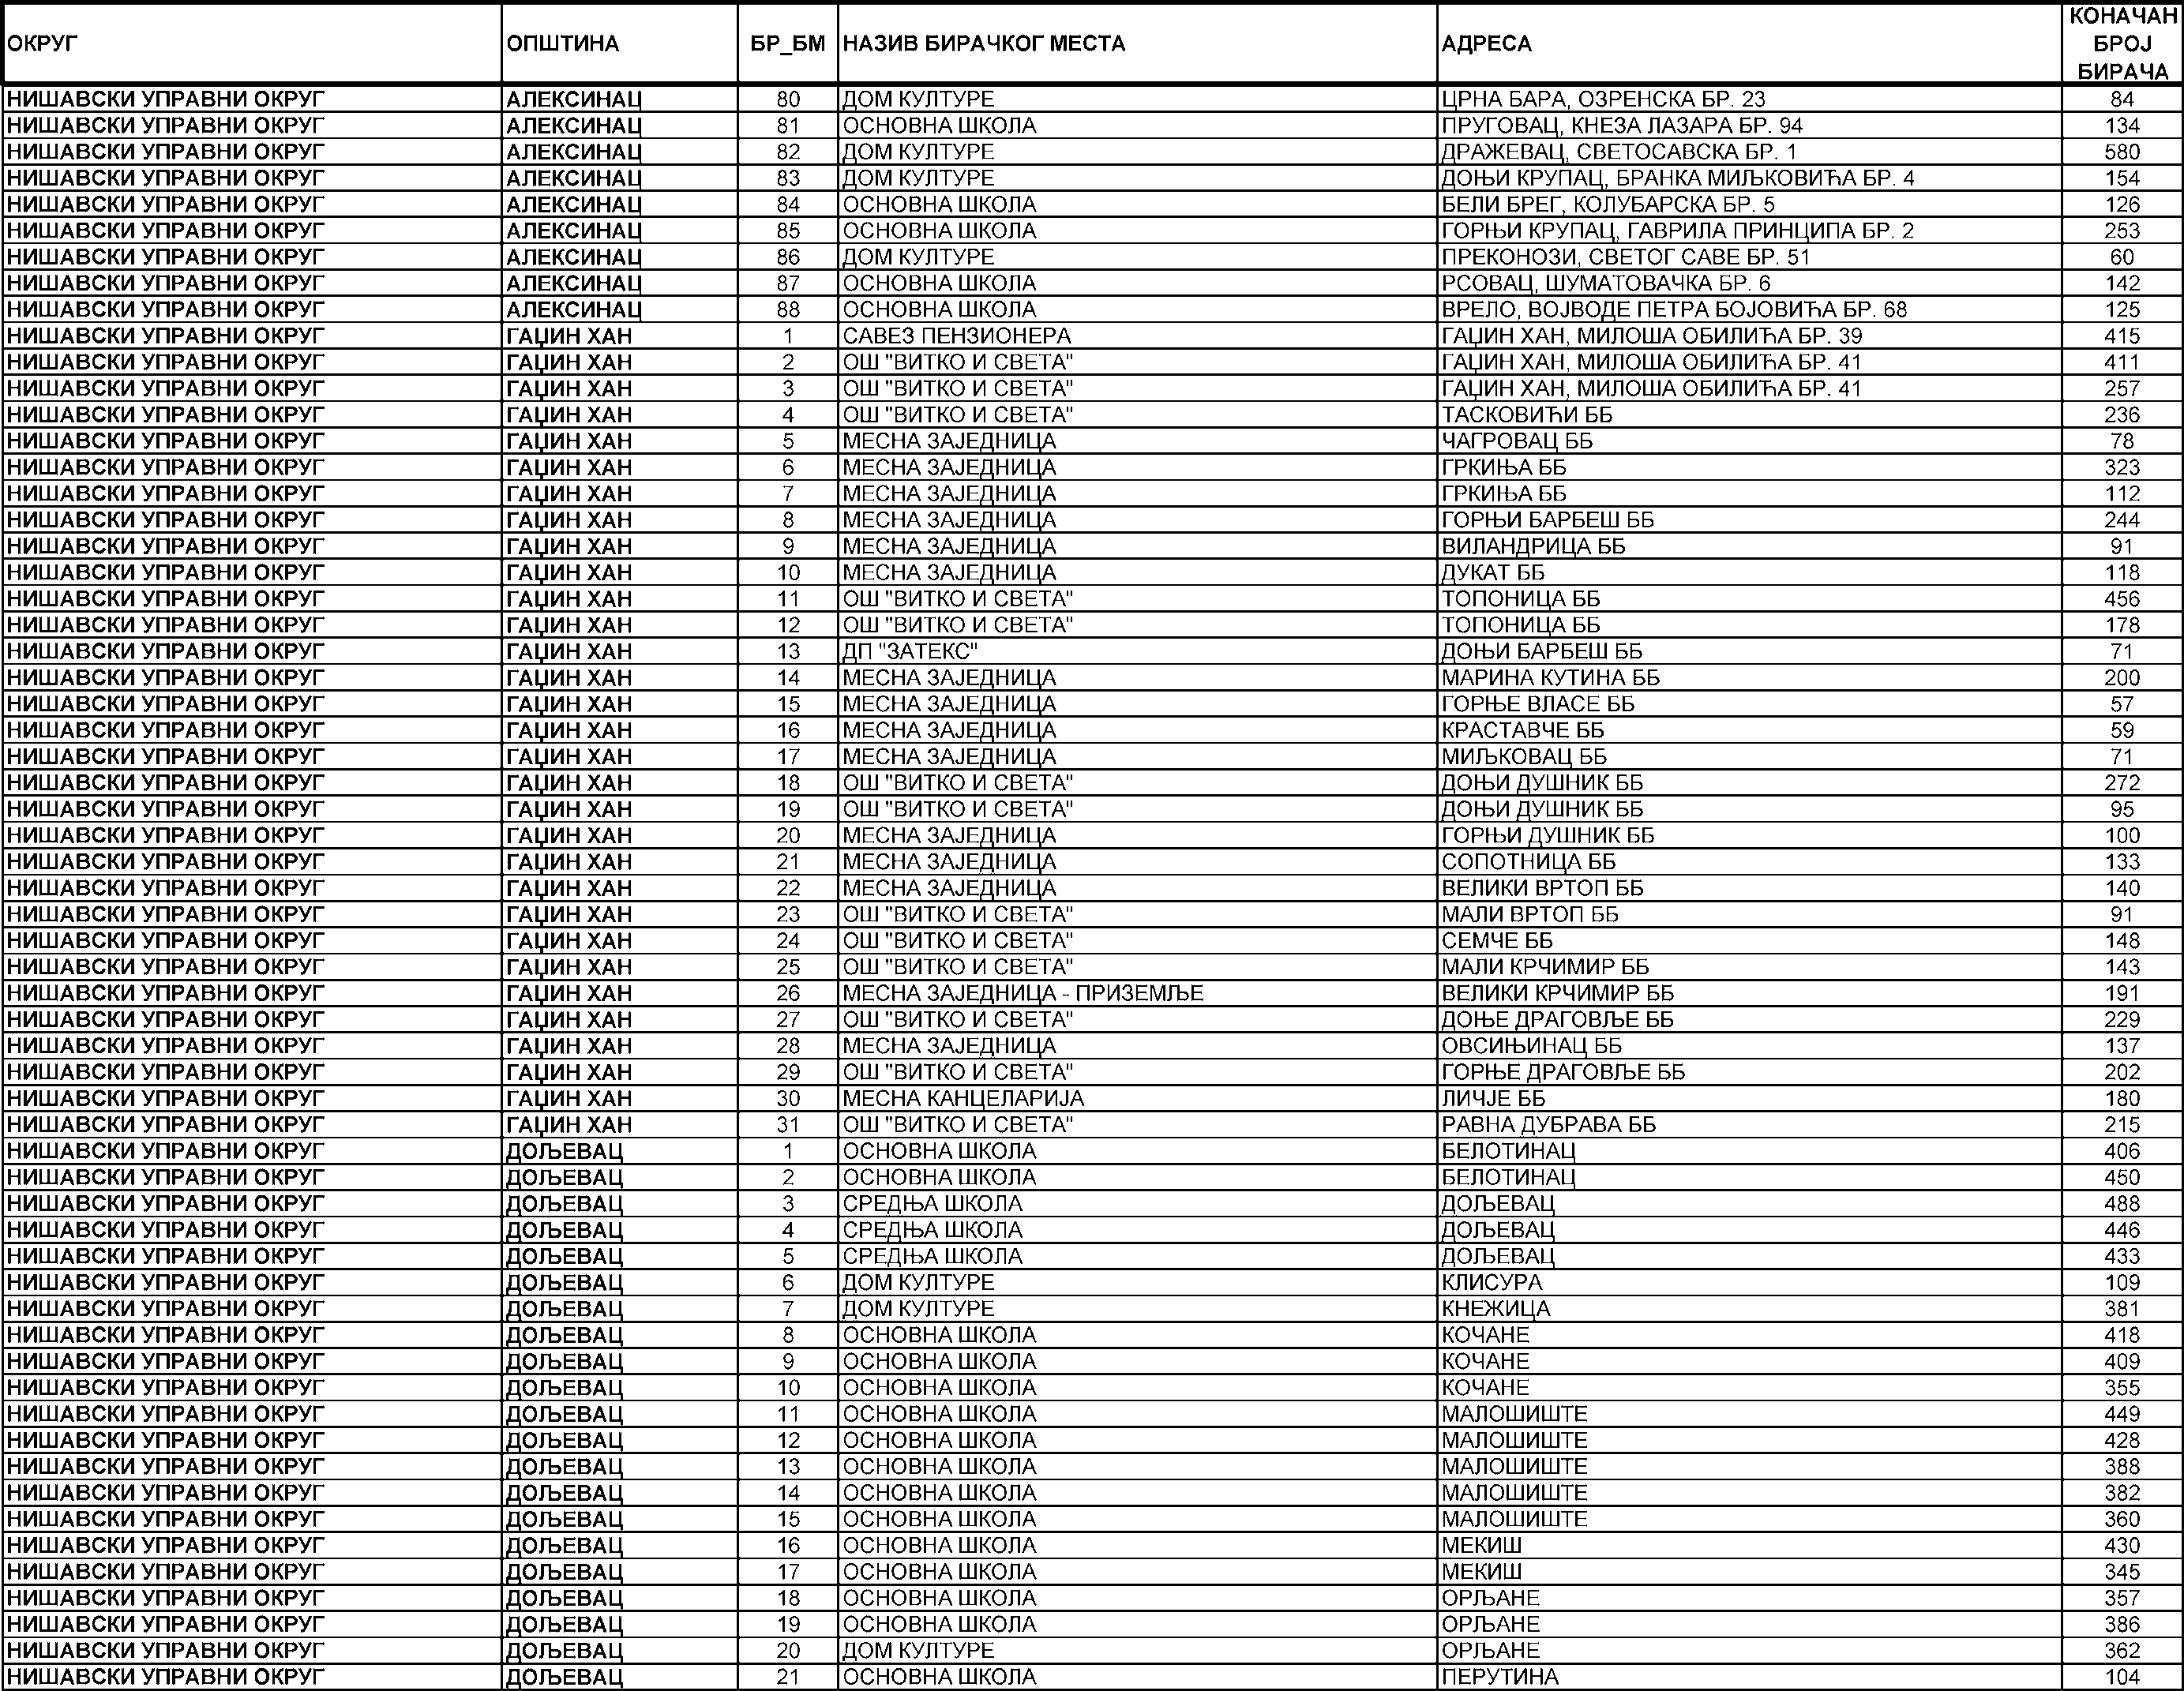 ОКРУГ ОПШТИНА БР_БМ НАЗИВ БИРАЧКОГ МЕСТА АДРЕСА КОНАЧАН БРОЈ БИРАЧА
НИШАВСКИ УПРАВНИ ОКРУГ АЛЕКСИНАЦ 80 ДОМ КУЛТУРЕ ЦРНА БАРА, ОЗРЕНСКА БР. 23 84
НИШАВСКИ УПРАВНИ ОКРУГ АЛЕКСИНАЦ 81 ОСНОВНА ШКОЛА ПРУГОВАЦ, КНЕЗА ЛАЗАРА БР. 94 134
НИШАВСКИ УПРАВНИ ОКРУГ АЛЕКСИНАЦ 82 ДОМ КУЛТУРЕ ДРАЖЕВАЦ, СВЕТОСАВСКА БР. 1 580
НИШАВСКИ УПРАВНИ ОКРУГ АЛЕКСИНАЦ 83 ДОМ КУЛТУРЕ ДОЊИ КРУПАЦ, БРАНКА МИЉКОВИЋА БР. 4 154
НИШАВСКИ УПРАВНИ ОКРУГ АЛЕКСИНАЦ 84 ОСНОВНА ШКОЛА БЕЛИ БРЕГ, КОЛУБАРСКА БР. 5 126
НИШАВСКИ УПРАВНИ ОКРУГ АЛЕКСИНАЦ 85 ОСНОВНА ШКОЛА ГОРЊИ КРУПАЦ, ГАВРИЛА ПРИНЦИПА БР. 2 253
НИШАВСКИ УПРАВНИ ОКРУГ АЛЕКСИНАЦ 86 ДОМ КУЛТУРЕ ПРЕКОНОЗИ, СВЕТОГ САВЕ БР. 51 60
НИШАВСКИ УПРАВНИ ОКРУГ АЛЕКСИНАЦ 87 ОСНОВНА ШКОЛА РСОВАЦ, ШУМАТОВАЧКА БР. 6 142
НИШАВСКИ УПРАВНИ ОКРУГ АЛЕКСИНАЦ 88 ОСНОВНА ШКОЛА ВРЕЛО, ВОЈВОДЕ ПЕТРА БОЈОВИЋА БР. 68 125
НИШАВСКИ УПРАВНИ ОКРУГ ГАЏИН ХАН 1 САВЕЗ ПЕНЗИОНЕРА ГАЏИН ХАН, МИЛОША ОБИЛИЋА БР. 39 415
НИШАВСКИ УПРАВНИ ОКРУГ ГАЏИН ХАН 2 ОШ "ВИТКО И СВЕТА" ГАЏИН ХАН, МИЛОША ОБИЛИЋА БР. 41 411
НИШАВСКИ УПРАВНИ ОКРУГ ГАЏИН ХАН 3 ОШ "ВИТКО И СВЕТА" ГАЏИН ХАН, МИЛОША ОБИЛИЋА БР. 41 257
НИШАВСКИ УПРАВНИ ОКРУГ ГАЏИН ХАН 4 ОШ "ВИТКО И СВЕТА" ТАСКОВИЋИ ББ 236
НИШАВСКИ УПРАВНИ ОКРУГ ГАЏИН ХАН 5 МЕСНА ЗАЈЕДНИЦА ЧАГРОВАЦ ББ 78
НИШАВСКИ УПРАВНИ ОКРУГ ГАЏИН ХАН 6 МЕСНА ЗАЈЕДНИЦА ГРКИЊА ББ 323
НИШАВСКИ УПРАВНИ ОКРУГ ГАЏИН ХАН 7 МЕСНА ЗАЈЕДНИЦА ГРКИЊА ББ 112
НИШАВСКИ УПРАВНИ ОКРУГ ГАЏИН ХАН 8 МЕСНА ЗАЈЕДНИЦА ГОРЊИ БАРБЕШ ББ 244
НИШАВСКИ УПРАВНИ ОКРУГ ГАЏИН ХАН 9 МЕСНА ЗАЈЕДНИЦА ВИЛАНДРИЦА ББ 91
НИШАВСКИ УПРАВНИ ОКРУГ ГАЏИН ХАН 10 МЕСНА ЗАЈЕДНИЦА ДУКАТ ББ 118
НИШАВСКИ УПРАВНИ ОКРУГ ГАЏИН ХАН 11 ОШ "ВИТКО И СВЕТА" ТОПОНИЦА ББ 456
НИШАВСКИ УПРАВНИ ОКРУГ ГАЏИН ХАН 12 ОШ "ВИТКО И СВЕТА" ТОПОНИЦА ББ 178
НИШАВСКИ УПРАВНИ ОКРУГ ГАЏИН ХАН 13 ДП "ЗАТЕКС" ДОЊИ БАРБЕШ ББ 71
НИШАВСКИ УПРАВНИ ОКРУГ ГАЏИН ХАН 14 МЕСНА ЗАЈЕДНИЦА МАРИНА КУТИНА ББ 200
НИШАВСКИ УПРАВНИ ОКРУГ ГАЏИН ХАН 15 МЕСНА ЗАЈЕДНИЦА ГОРЊЕ ВЛАСЕ ББ 57
НИШАВСКИ УПРАВНИ ОКРУГ ГАЏИН ХАН 16 МЕСНА ЗАЈЕДНИЦА КРАСТАВЧЕ ББ 59
НИШАВСКИ УПРАВНИ ОКРУГ ГАЏИН ХАН 17 МЕСНА ЗАЈЕДНИЦА МИЉКОВАЦ ББ 71
НИШАВСКИ УПРАВНИ ОКРУГ ГАЏИН ХАН 18 ОШ "ВИТКО И СВЕТА" ДОЊИ ДУШНИК ББ 272
НИШАВСКИ УПРАВНИ ОКРУГ ГАЏИН ХАН 19 ОШ "ВИТКО И СВЕТА" ДОЊИ ДУШНИК ББ 95
НИШАВСКИ УПРАВНИ ОКРУГ ГАЏИН ХАН 20 МЕСНА ЗАЈЕДНИЦА ГОРЊИ ДУШНИК ББ 100
НИШАВСКИ УПРАВНИ ОКРУГ ГАЏИН ХАН 21 МЕСНА ЗАЈЕДНИЦА СОПОТНИЦА ББ 133
НИШАВСКИ УПРАВНИ ОКРУГ ГАЏИН ХАН 22 МЕСНА ЗАЈЕДНИЦА ВЕЛИКИ ВРТОП ББ 140
НИШАВСКИ УПРАВНИ ОКРУГ ГАЏИН ХАН 23 ОШ "ВИТКО И СВЕТА" МАЛИ ВРТОП ББ 91
НИШАВСКИ УПРАВНИ ОКРУГ ГАЏИН ХАН 24 ОШ "ВИТКО И СВЕТА" СЕМЧЕ ББ 148
НИШАВСКИ УПРАВНИ ОКРУГ ГАЏИН ХАН 25 ОШ "ВИТКО И СВЕТА" МАЛИ КРЧИМИР ББ 143
НИШАВСКИ УПРАВНИ ОКРУГ ГАЏИН ХАН 26 МЕСНА ЗАЈЕДНИЦА - ПРИЗЕМЉЕ ВЕЛИКИ КРЧИМИР ББ 191
НИШАВСКИ УПРАВНИ ОКРУГ ГАЏИН ХАН 27 ОШ "ВИТКО И СВЕТА" ДОЊЕ ДРАГОВЉЕ ББ 229
НИШАВСКИ УПРАВНИ ОКРУГ ГАЏИН ХАН 28 МЕСНА ЗАЈЕДНИЦА ОВСИЊИНАЦ ББ 137
НИШАВСКИ УПРАВНИ ОКРУГ ГАЏИН ХАН 29 ОШ "ВИТКО И СВЕТА" ГОРЊЕ ДРАГОВЉЕ ББ 202
НИШАВСКИ УПРАВНИ ОКРУГ ГАЏИН ХАН 30 МЕСНА КАНЦЕЛАРИЈА ЛИЧЈЕ ББ 180
НИШАВСКИ УПРАВНИ ОКРУГ ГАЏИН ХАН 31 ОШ "ВИТКО И СВЕТА" РАВНА ДУБРАВА ББ 215
НИШАВСКИ УПРАВНИ ОКРУГ ДОЉЕВАЦ 1 ОСНОВНА ШКОЛА БЕЛОТИНАЦ 406
НИШАВСКИ УПРАВНИ ОКРУГ ДОЉЕВАЦ 2 ОСНОВНА ШКОЛА БЕЛОТИНАЦ 450
НИШАВСКИ УПРАВНИ ОКРУГ ДОЉЕВАЦ 3 СРЕДЊА ШКОЛА ДОЉЕВАЦ 488
НИШАВСКИ УПРАВНИ ОКРУГ ДОЉЕВАЦ 4 СРЕДЊА ШКОЛА ДОЉЕВАЦ 446
НИШАВСКИ УПРАВНИ ОКРУГ ДОЉЕВАЦ 5 СРЕДЊА ШКОЛА ДОЉЕВАЦ 433
НИШАВСКИ УПРАВНИ ОКРУГ ДОЉЕВАЦ 6 ДОМ КУЛТУРЕ КЛИСУРА 109
НИШАВСКИ УПРАВНИ ОКРУГ ДОЉЕВАЦ 7 ДОМ КУЛТУРЕ КНЕЖИЦА 381
НИШАВСКИ УПРАВНИ ОКРУГ ДОЉЕВАЦ 8 ОСНОВНА ШКОЛА КОЧАНЕ 418
НИШАВСКИ УПРАВНИ ОКРУГ ДОЉЕВАЦ 9 ОСНОВНА ШКОЛА КОЧАНЕ 409
НИШАВСКИ УПРАВНИ ОКРУГ ДОЉЕВАЦ 10 ОСНОВНА ШКОЛА КОЧАНЕ 355
НИШАВСКИ УПРАВНИ ОКРУГ ДОЉЕВАЦ 11 ОСНОВНА ШКОЛА МАЛОШИШТЕ 449
НИШАВСКИ УПРАВНИ ОКРУГ ДОЉЕВАЦ 12 ОСНОВНА ШКОЛА МАЛОШИШТЕ 428
НИШАВСКИ УПРАВНИ ОКРУГ ДОЉЕВАЦ 13 ОСНОВНА ШКОЛА МАЛОШИШТЕ 388
НИШАВСКИ УПРАВНИ ОКРУГ ДОЉЕВАЦ 14 ОСНОВНА ШКОЛА МАЛОШИШТЕ 382
НИШАВСКИ УПРАВНИ ОКРУГ ДОЉЕВАЦ 15 ОСНОВНА ШКОЛА МАЛОШИШТЕ 360
НИШАВСКИ УПРАВНИ ОКРУГ ДОЉЕВАЦ 16 ОСНОВНА ШКОЛА МЕКИШ 430
НИШАВСКИ УПРАВНИ ОКРУГ ДОЉЕВАЦ 17 ОСНОВНА ШКОЛА МЕКИШ 345
НИШАВСКИ УПРАВНИ ОКРУГ ДОЉЕВАЦ 18 ОСНОВНА ШКОЛА ОРЉАНЕ 357
НИШАВСКИ УПРАВНИ ОКРУГ ДОЉЕВАЦ 19 ОСНОВНА ШКОЛА ОРЉАНЕ 386
НИШАВСКИ УПРАВНИ ОКРУГ ДОЉЕВАЦ 20 ДОМ КУЛТУРЕ ОРЉАНЕ 362
НИШАВСКИ УПРАВНИ ОКРУГ ДОЉЕВАЦ 21 ОСНОВНА ШКОЛА ПЕРУТИНА 104